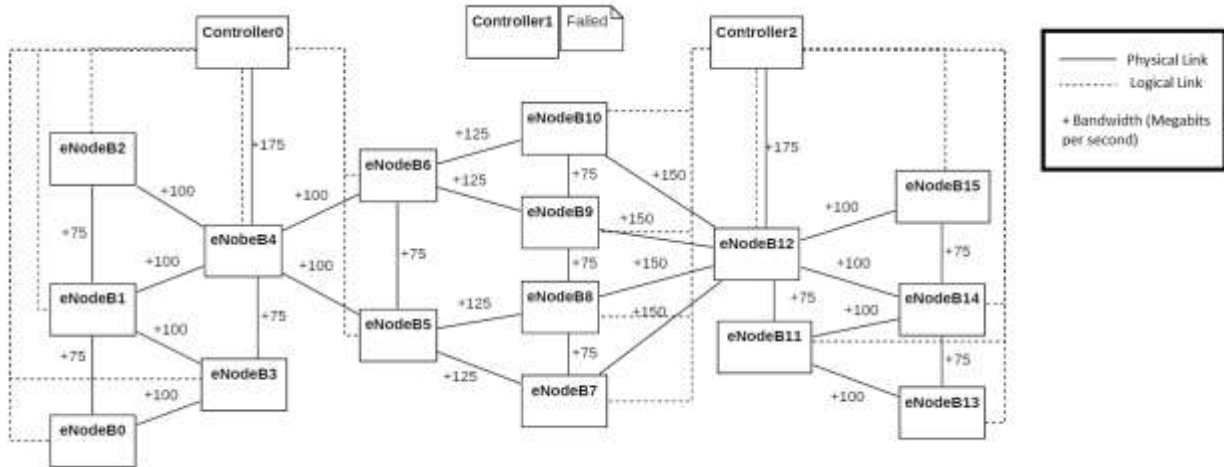 Controller0
Controller1
Failed
Controller2
Physical Link
Logical Link
+ Bandwidth (Megabits
per second)
eNodeB2
+175
+125
eNodeB10
+175
eNodeB6
+75
+150
eNodeB15
+100
+125
eNodeB9
+100
+100
+150
+75
eNobeB4
+75
eNodeB12
+75
+100
+100
+75
+150
+100
eNodeB1
eNodeB8
+75
eNodeB14
+125
+150
+100
+75
eNodeB5
eNodeB11
+100
+75
eNodeB3
+75
+75
+125
eNodeB7
+100
+100
eNodeB13
eNodeB0